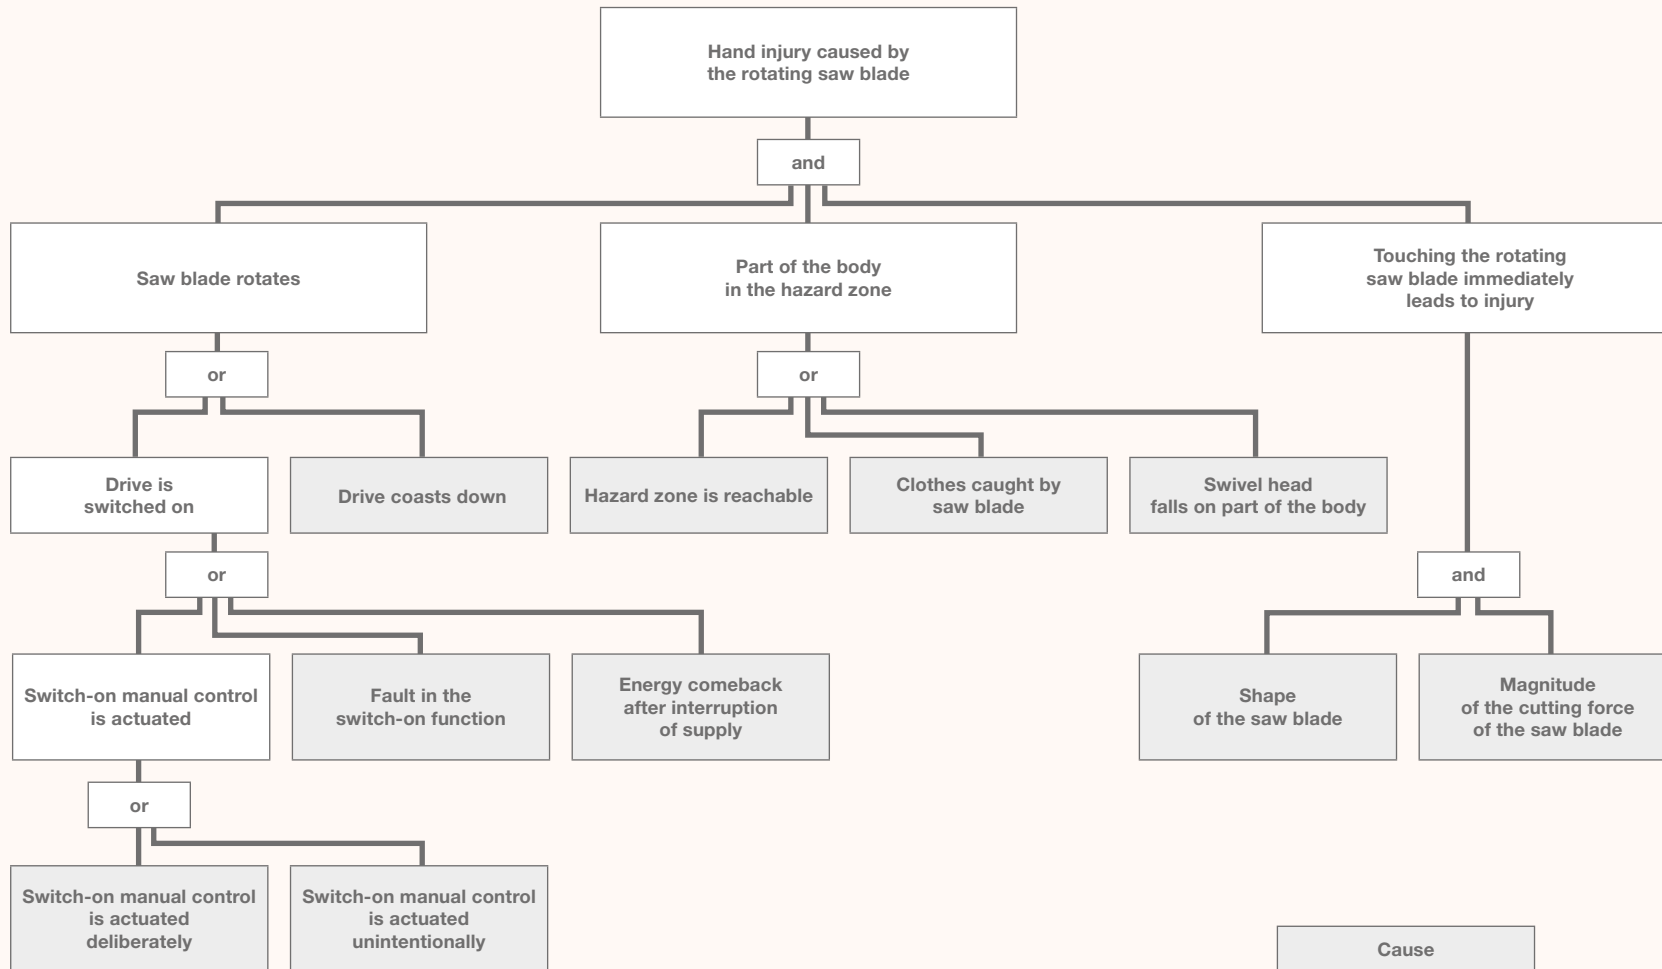 Hand injury caused by
the rotating saw blade
and
Saw blade rotates
Part of the body
in the hazard zone
Touching the rotating
saw blade immediately
leads to injury
or
or
Drive is
switched on
Drive coasts down
Hazard zone is reachable
Clothes caught by
saw blade
Swivel head
falls on part of the body
or
and
Switch-on manual control
is actuated
Fault in the
switch-on function
Energy comeback
after interruption
of supply
Shape
of the saw blade
Magnitude
of the cutting force
of the saw blade
or
Switch-on manual control
is actuated
deliberately
Switch-on manual control
is actuated
unintentionally
Cause